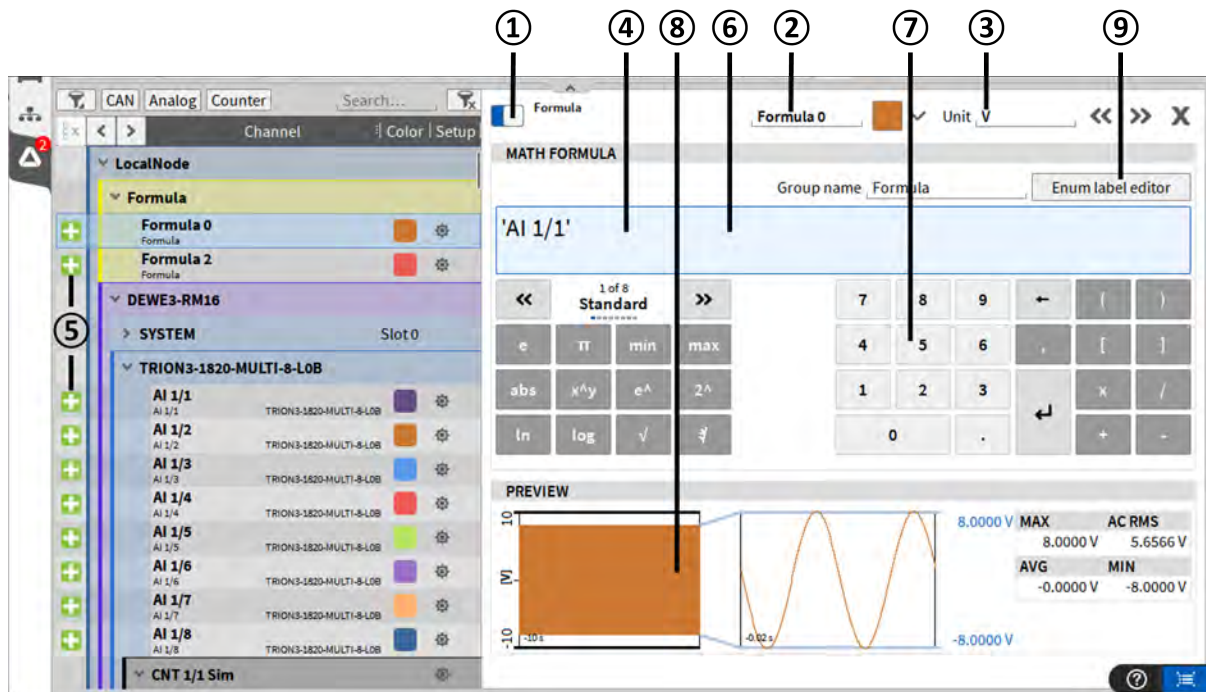 ① ④ ⑧ ⑥ ② ⑦ ③
⑨
⑤
2
CAN Analog Counter Search...
< > Channel Color Setup
LocalNode
Formula
Formula 0
Formula
Formula 2
Formula
DEWE3-RM16
SYSTEM Slot 0
TRION3-1820-MULTI-8-L0B
AI 1/1
AI 1/1 TRION3-1820-MULTI-8-L0B
AI 1/2
AI 1/2 TRION3-1820-MULTI-8-L0B
AI 1/3
AI 1/3 TRION3-1820-MULTI-8-L0B
AI 1/4
AI 1/4 TRION3-1820-MULTI-8-L0B
AI 1/5
AI 1/5 TRION3-1820-MULTI-8-L0B
AI 1/6
AI 1/6 TRION3-1820-MULTI-8-L0B
AI 1/7
AI 1/7 TRION3-1820-MULTI-8-L0B
AI 1/8
AI 1/8 TRION3-1820-MULTI-8-L0B
CNT 1/1 Sim
Formula
Formula 0 Unit V << >> X
MATH FORMULA
Group name Formula Enum label editor
'AI 1/1'
<< 1 of 8 >>
Standard
7 8 9 ← ( )
e π min max 4 5 6 , [ ]
abs x^y e^ 2^ 1 2 3 ↵ x /
ln log √ ∛ 0 . + -
PREVIEW
10
[V]
-10
-10 s
-0.02 s
8.0000 V
-8.0000 V
MAX AC RMS
8.0000 V 5.6566 V
AVG MIN
-0.0000 V -8.0000 V
?